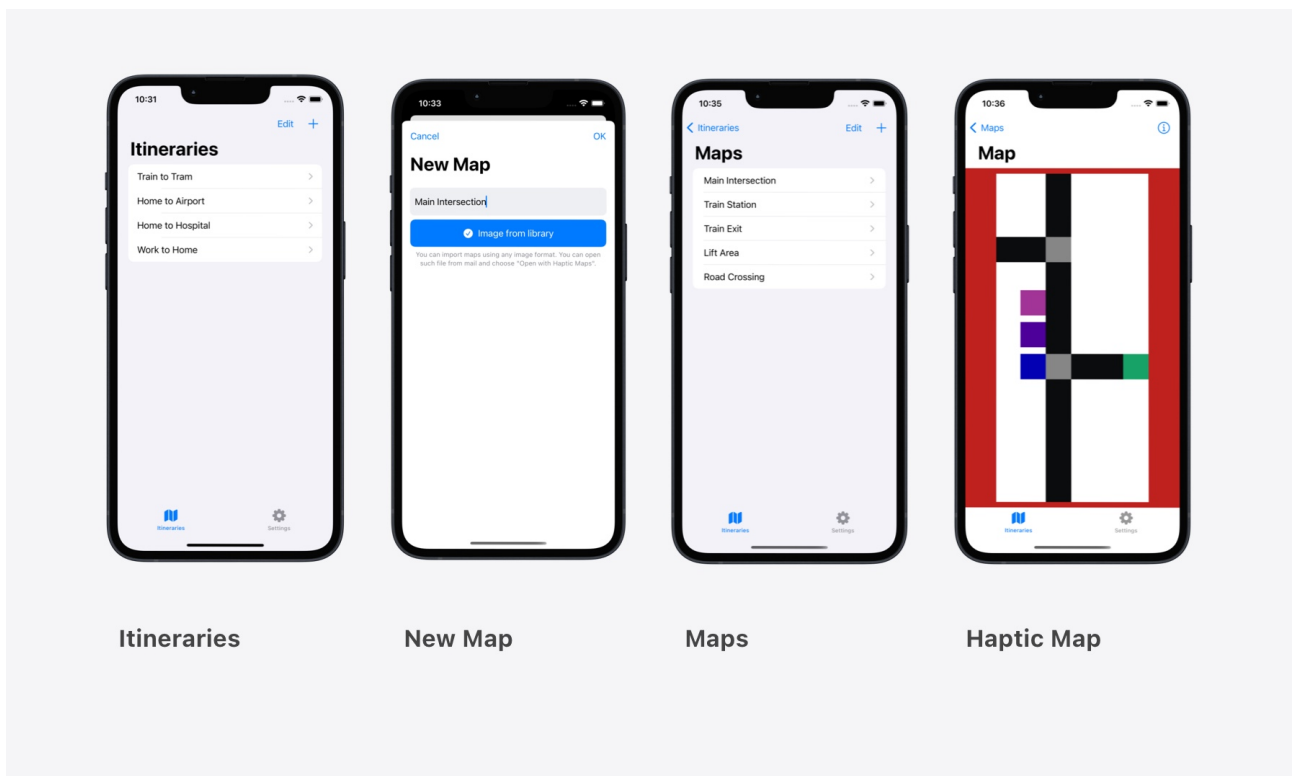 10:31
Edit +
Itineraries
Train to Tram
Home to Airport
Home to Hospital
Work to Home
Itineraries
Settings
10:33
Cancel
OK
New Map
Main Intersection
Image from library
You can import maps using any image format. You can open
such file from mail and choose "Open with Haptic Maps".
10:35
Itineraries
Edit +
Maps
Main Intersection
Train Station
Train Exit
Lift Area
Road Crossing
Itineraries
Settings
10:36
Maps
Map
Itineraries
Settings
Itineraries
New Map
Maps
Haptic Map